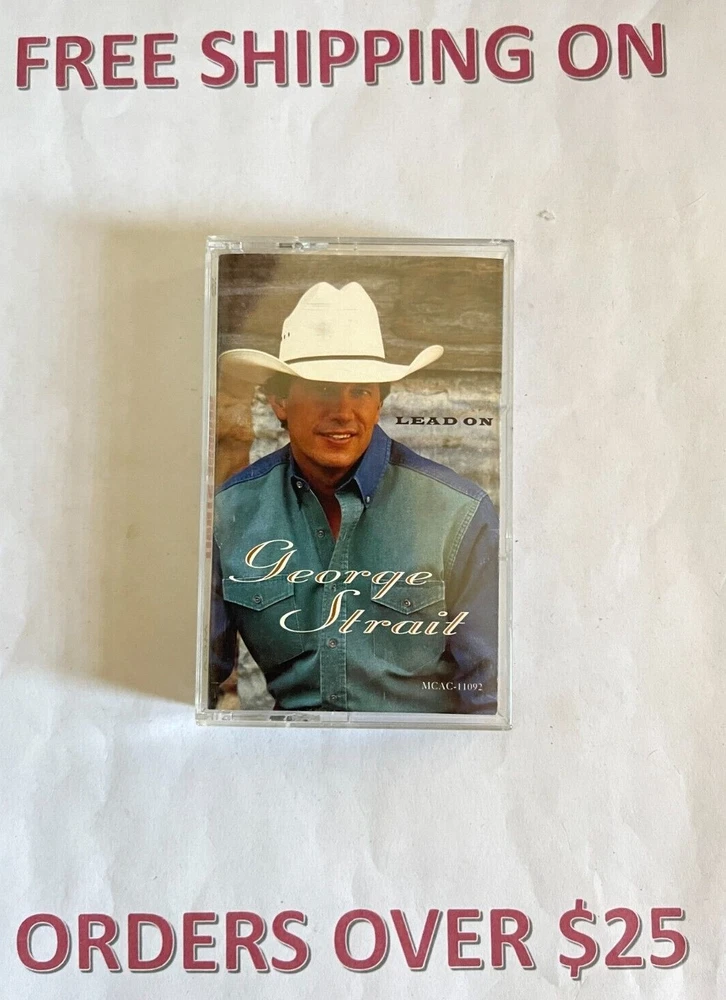 FREE SHIPPING ON
LEAD ON
George
Strait
MCAC-11092
ORDERS OVER $25